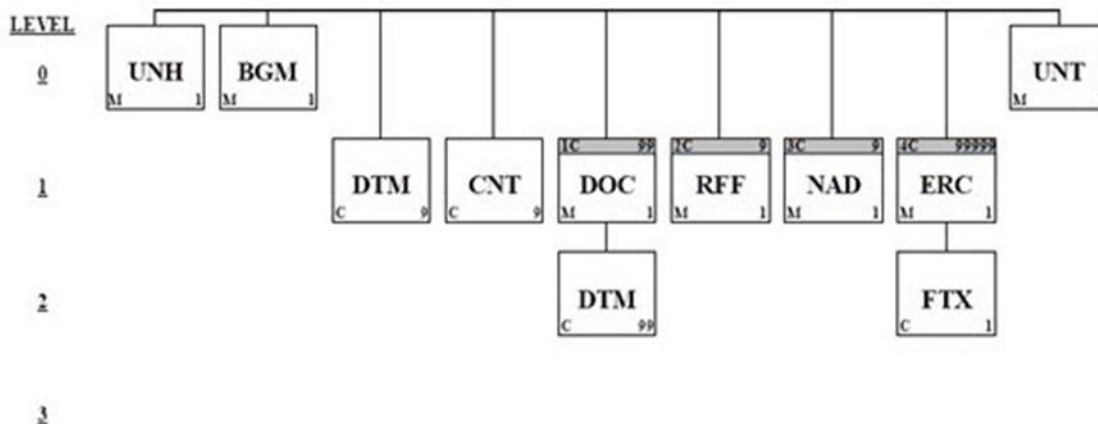 LEVEL
0
UNH
M 1
BGM
M 1
UNT
M
1
DTM
C 9
CNT
C 9
1C 99
DOC
M 1
2C 9
RFF
M 1
3C 9
NAD
M 1
4C 99999
ERC
M 1
2
DTM
C 99
FTX
C 1
3